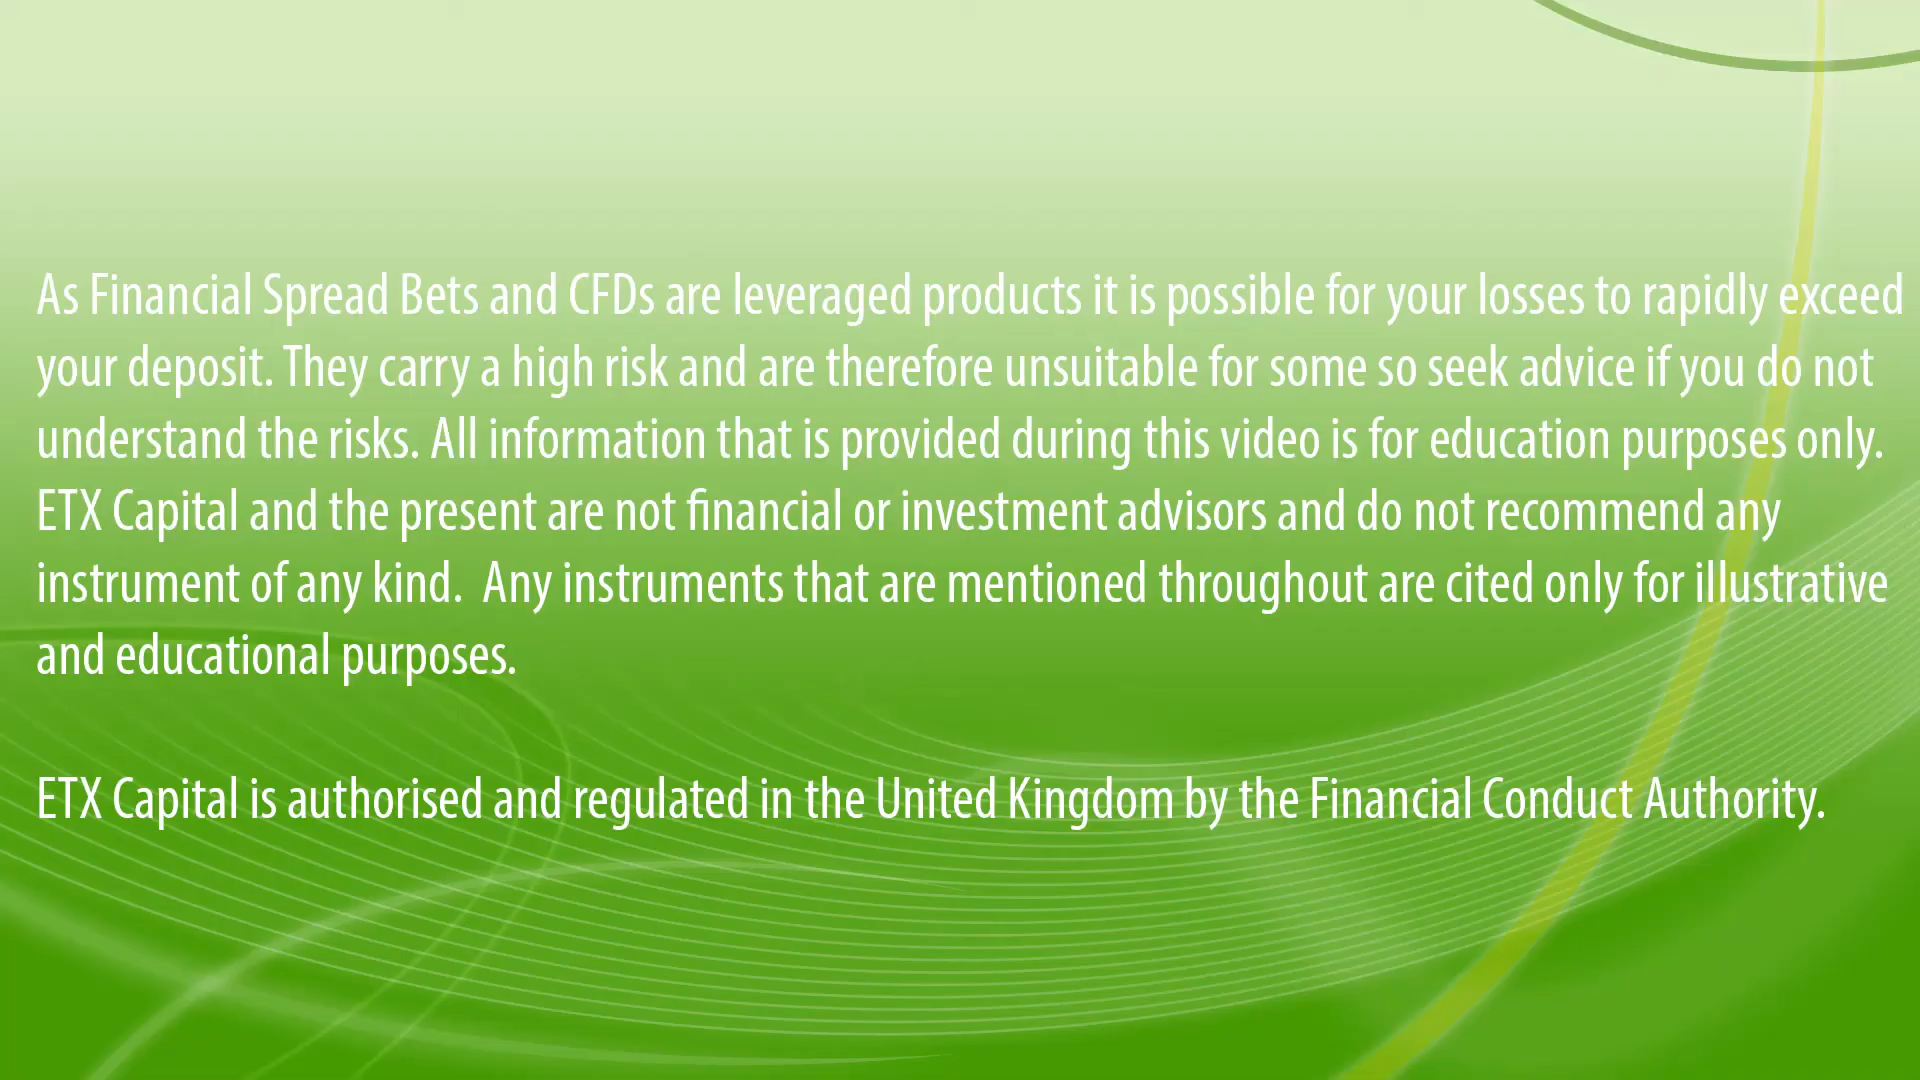 As Financial Spread Bets and CFDs are leveraged products it is possible for your losses to rapidly exceed
your deposit. They carry a high risk and are therefore unsuitable for some so seek advice if you do not
understand the risks. All information that is provided during this video is for education purposes only.
ETX Capital and the present are not financial or investment advisors and do not recommend any
instrument of any kind.  Any instruments that are mentioned throughout are cited only for illustrative
and educational purposes.
ETX Capital is authorised and regulated in the United Kingdom by the Financial Conduct Authority.